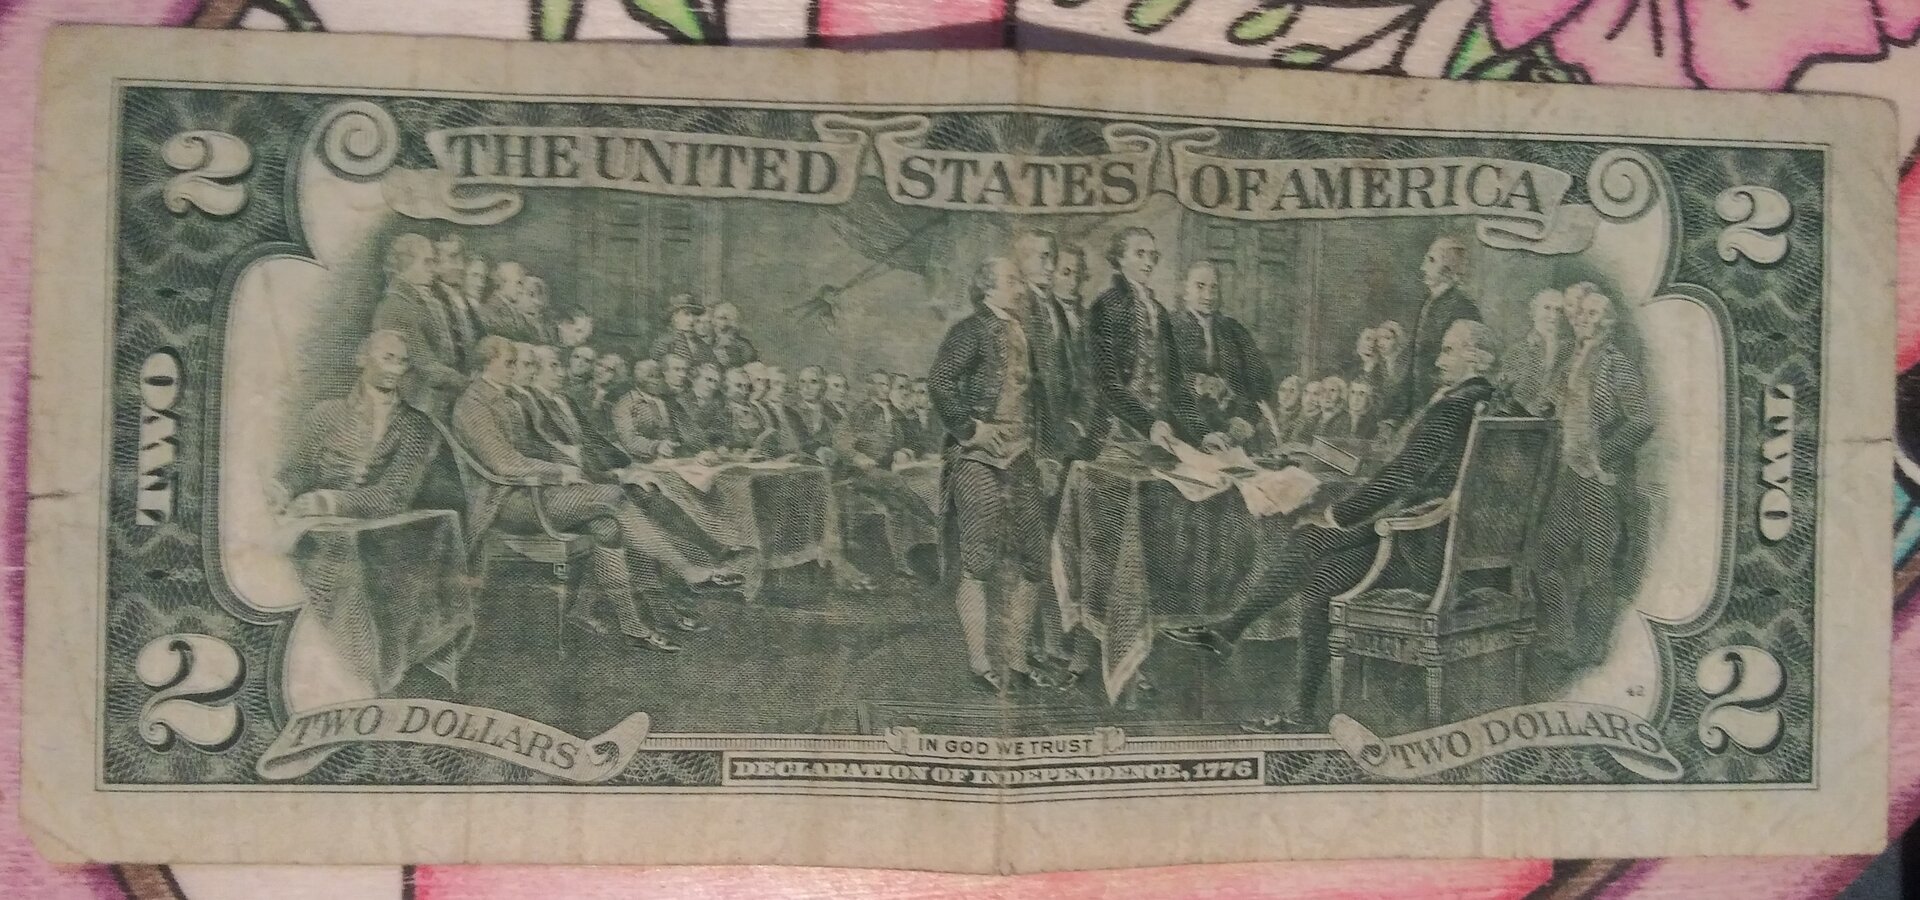 THE UNITED STATES OF AMERICA
2
2
TWO
TWO
2
2
42
TWO DOLLARS
TWO DOLLARS
IN GOD WE TRUST
DECLARATION OF INDEPENDENCE, 1776